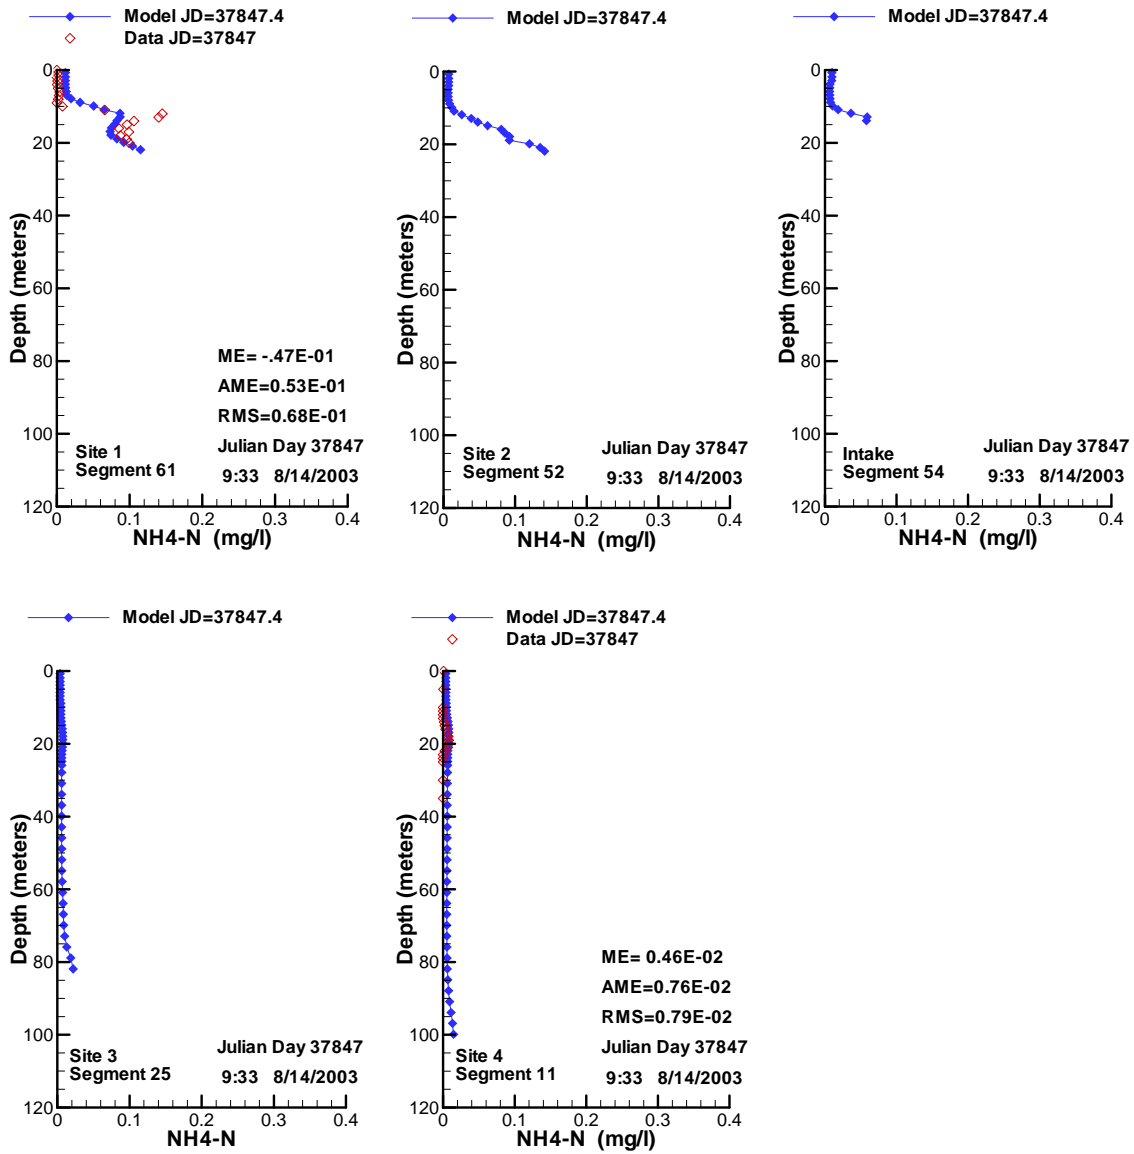 Model JD=37847.4
Data JD=37847
0
20
40
60
80
100
120
Depth (meters)
ME= -.47E-01
AME=0.53E-01
RMS=0.68E-01
Site 1
Segment 61
Julian Day 37847
9:33 8/14/2003
0 0.1 0.2 0.3 0.4
NH4-N (mg/l)
Model JD=37847.4
0
20
40
60
80
100
120
Depth (meters)
Site 2
Segment 52
Julian Day 37847
9:33 8/14/2003
0 0.1 0.2 0.3 0.4
NH4-N (mg/l)
Model JD=37847.4
0
20
40
60
80
100
120
Depth (meters)
Intake
Segment 54
Julian Day 37847
9:33 8/14/2003
0 0.1 0.2 0.3 0.4
NH4-N (mg/l)
Model JD=37847.4
0
20
40
60
80
100
120
Depth (meters)
Site 3
Segment 25
Julian Day 37847
9:33 8/14/2003
0 0.1 0.2 0.3 0.4
NH4-N
Model JD=37847.4
Data JD=37847
0
20
40
60
80
100
120
Depth (meters)
ME= 0.46E-02
AME=0.76E-02
RMS=0.79E-02
Site 4
Segment 11
Julian Day 37847
9:33 8/14/2003
0 0.1 0.2 0.3 0.4
NH4-N (mg/l)